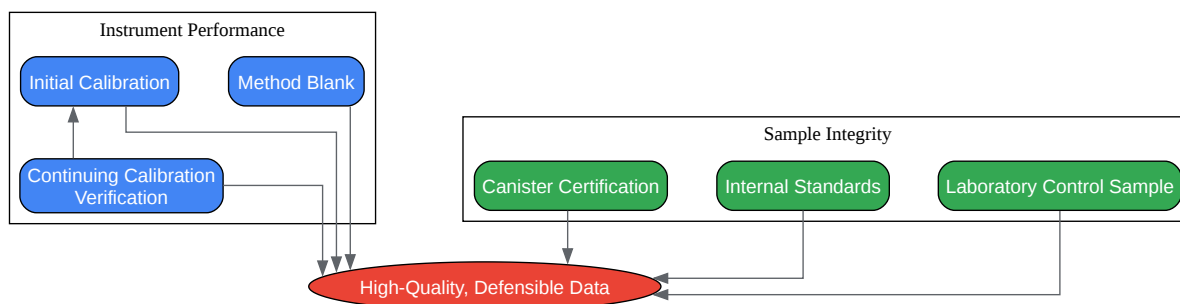 Instrument Performance
Initial Calibration
Method Blank
Continuing Calibration
Verification
Sample Integrity
Canister Certification
Internal Standards
Laboratory Control Sample
High-Quality, Defensible Data